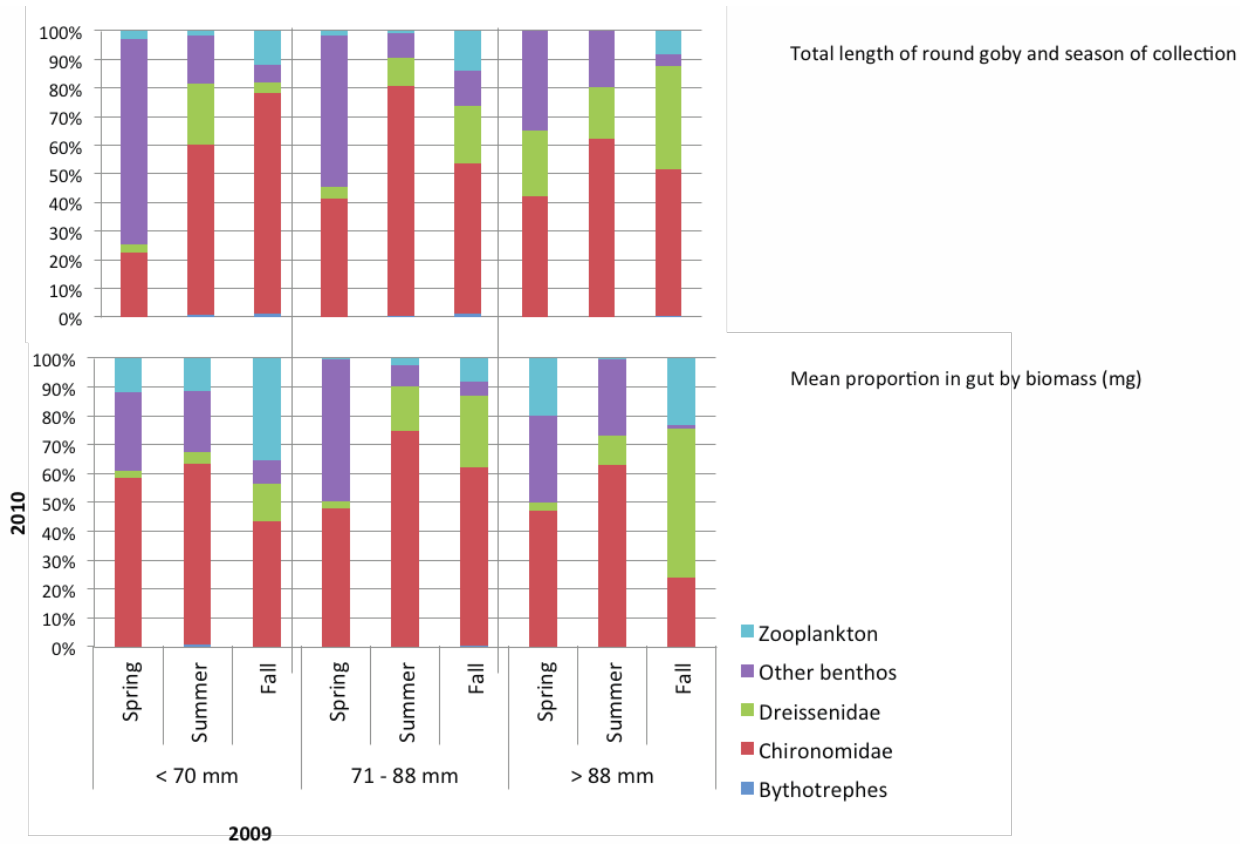 100%
90%
80%
70%
60%
50%
40%
30%
20%
10%
0%
Total length of round goby and season of collection
100%
90%
80%
70%
60%
50%
40%
30%
20%
10%
0%
Mean proportion in gut by biomass (mg)
2010
Spring
Summer
Fall
Spring
Summer
Fall
Spring
Summer
Fall
< 70 mm
71 - 88 mm
> 88 mm
Zooplankton
Other benthos
Dreissenidae
Chironomidae
Bythotrephes
2009